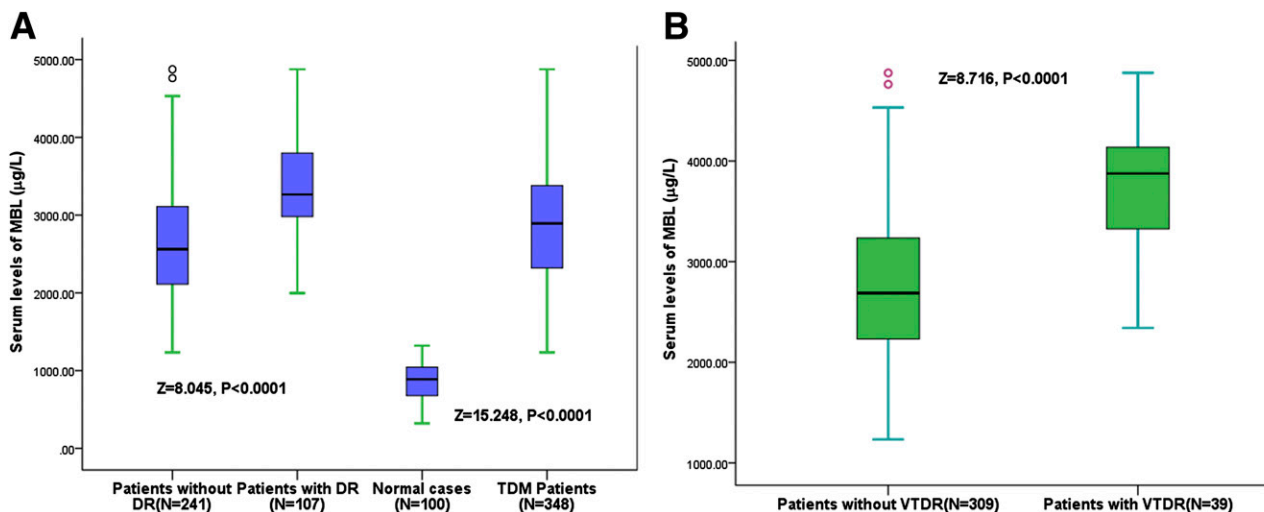 A
Serum levels of MBL (µg/L)
5000.00
4000.00
3000.00
2000.00
1000.00
.00
Z=8.045, P<0.0001
Z=15.248, P<0.0001
Patients without
DR(N=241)
Patients with DR
(N=107)
Normal cases
(N=100)
TDM Patients
(N=348)
B
Serum levels of MBL (µg/L)
5000.00
4000.00
3000.00
2000.00
1000.00
Z=8.716, P<0.0001
Patients without VTDR(N=309)
Patients with VTDR(N=39)